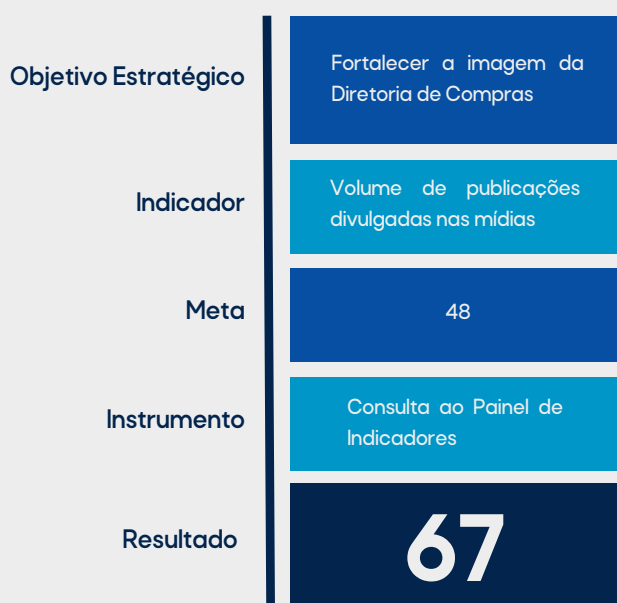 Objetivo Estratégico
Fortalecer a imagem da
Diretoria de Compras
Indicador
Volume de publicações
divulgadas nas mídias
Meta
48
Instrumento
Consulta ao Painel de
Indicadores
Resultado
67